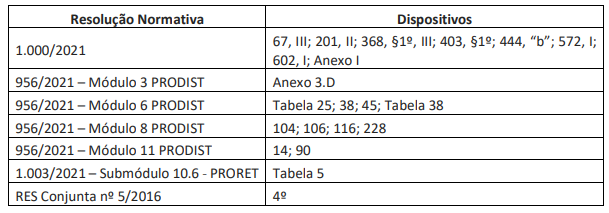 Resolução Normativa Dispositivos
1.000/2021 67, III; 201, II; 368, §1º, III; 403, §1º; 444, “b”; 572, I;
602, I; Anexo I
956/2021 – Módulo 3 PRODIST Anexo 3.D
956/2021 – Módulo 6 PRODIST Tabela 25; 38; 45; Tabela 38
956/2021 – Módulo 8 PRODIST 104; 106; 116; 228
956/2021 – Módulo 11 PRODIST 14; 90
1.003/2021 – Submódulo 10.6 - PRORET Tabela 5
RES Conjunta nº 5/2016 4º